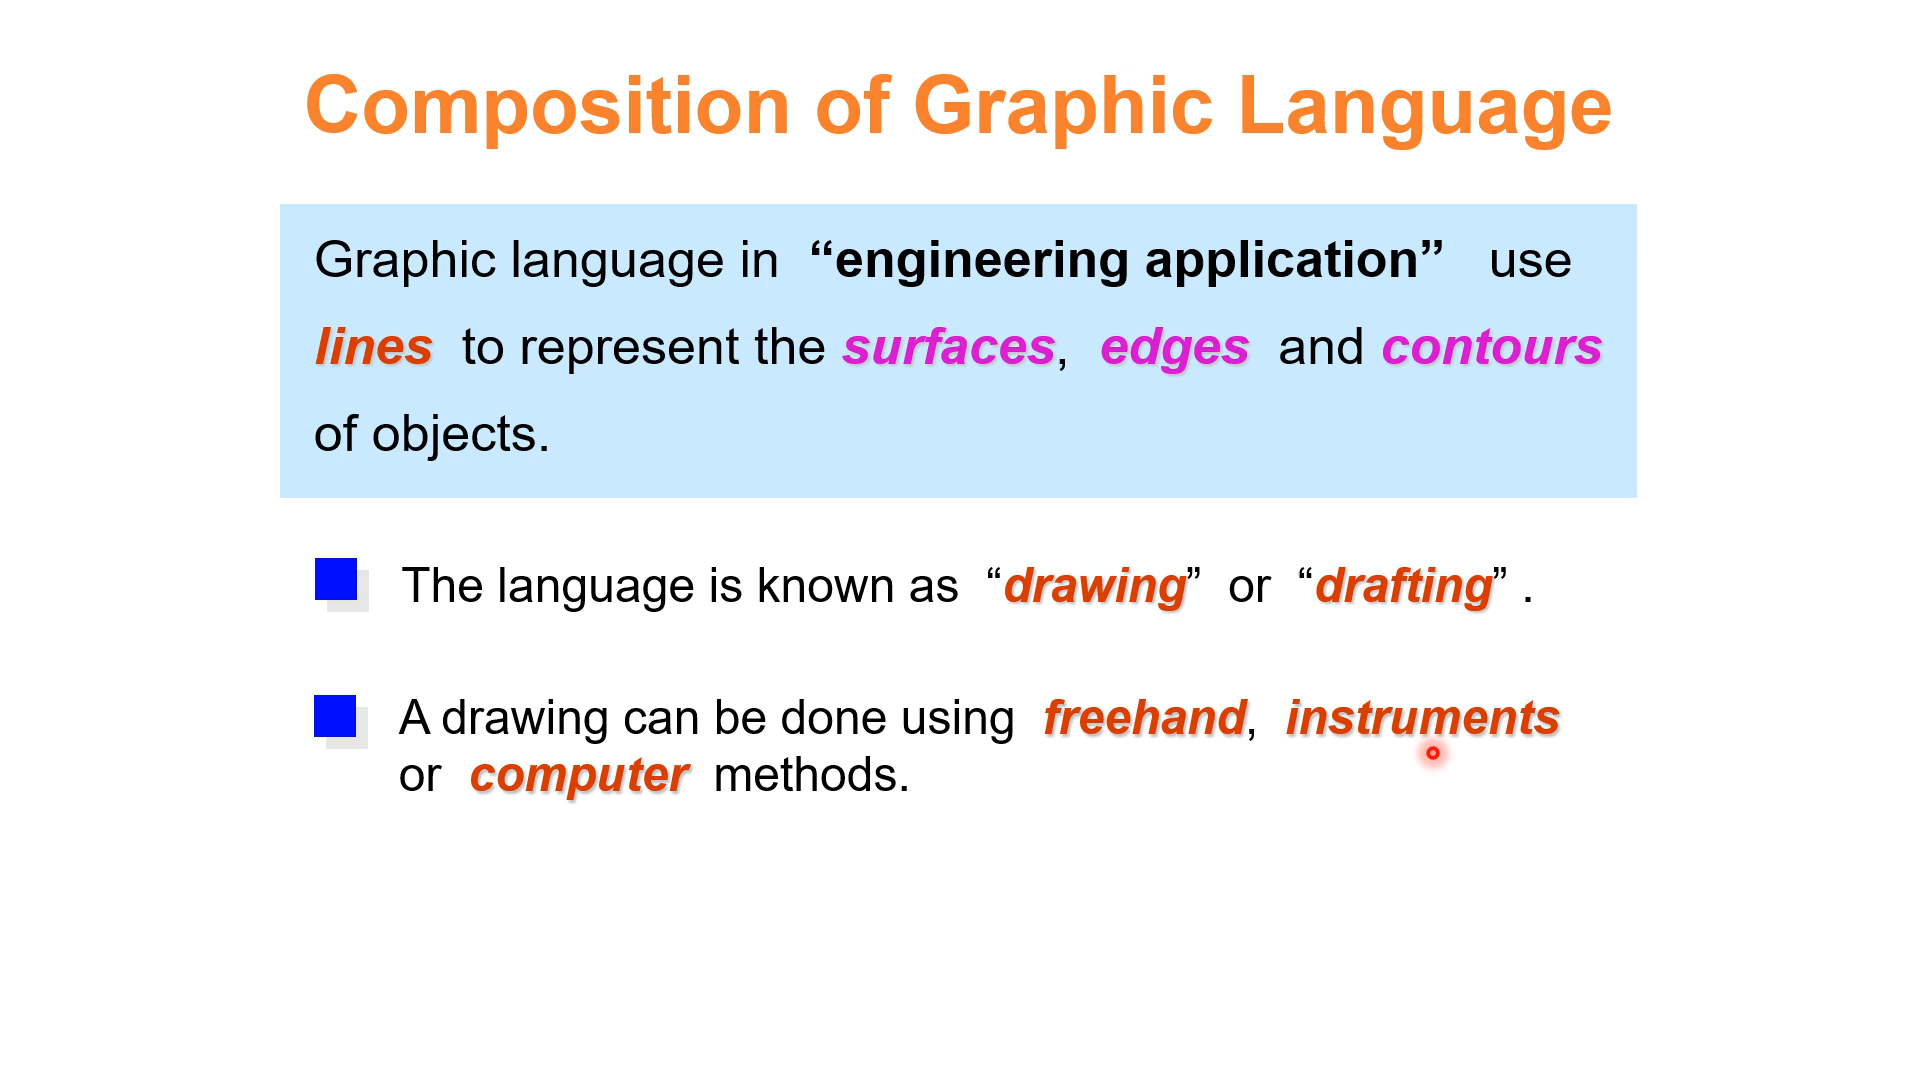 Composition of Graphic Language
Graphic language in “engineering application” use
lines to represent the surfaces, edges and contours
of objects.
The language is known as “drawing” or “drafting” .
A drawing can be done using freehand, instruments
or computer methods.